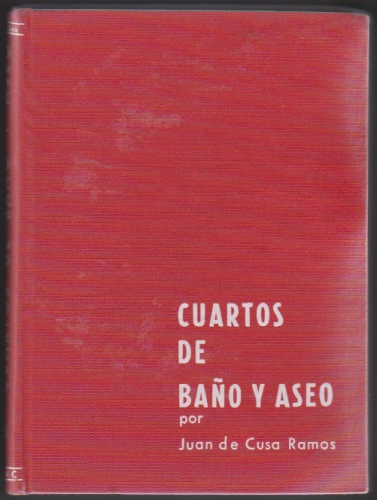 CUARTOS
DE
BAÑO Y ASEO
por
Juan de Cusa Ramos